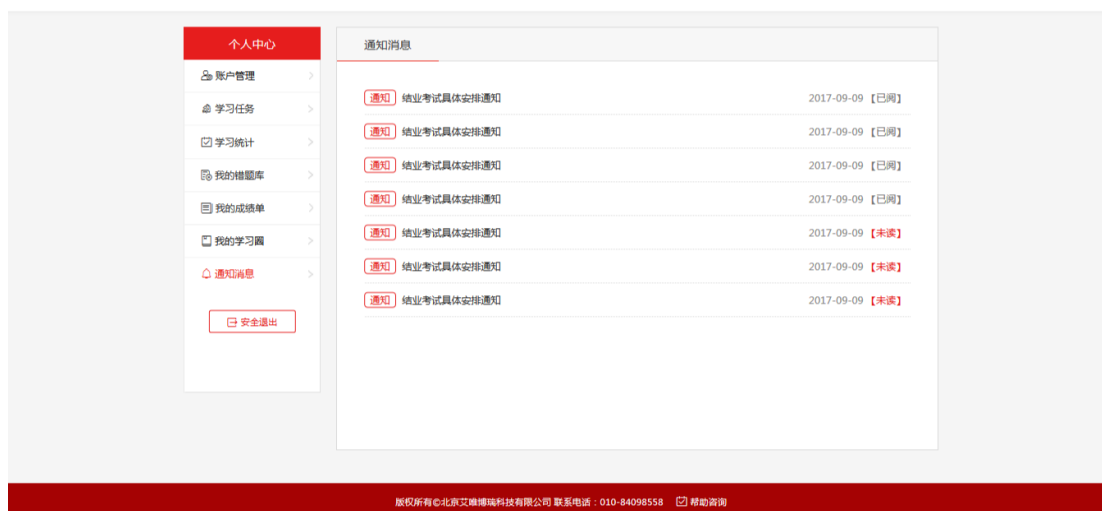 个人中心
账户管理
学习任务
学习统计
我的错题库
我的成绩单
我的学习圈
通知消息
安全退出
通知消息
通知 结业考试具体安排通知 2017-09-09 【已阅】
通知 结业考试具体安排通知 2017-09-09 【已阅】
通知 结业考试具体安排通知 2017-09-09 【已阅】
通知 结业考试具体安排通知 2017-09-09 【已阅】
通知 结业考试具体安排通知 2017-09-09 【未读】
通知 结业考试具体安排通知 2017-09-09 【未读】
通知 结业考试具体安排通知 2017-09-09 【未读】
版权所有©北京艾唯博瑞科技有限公司 联系电话：010-84098558 帮助咨询